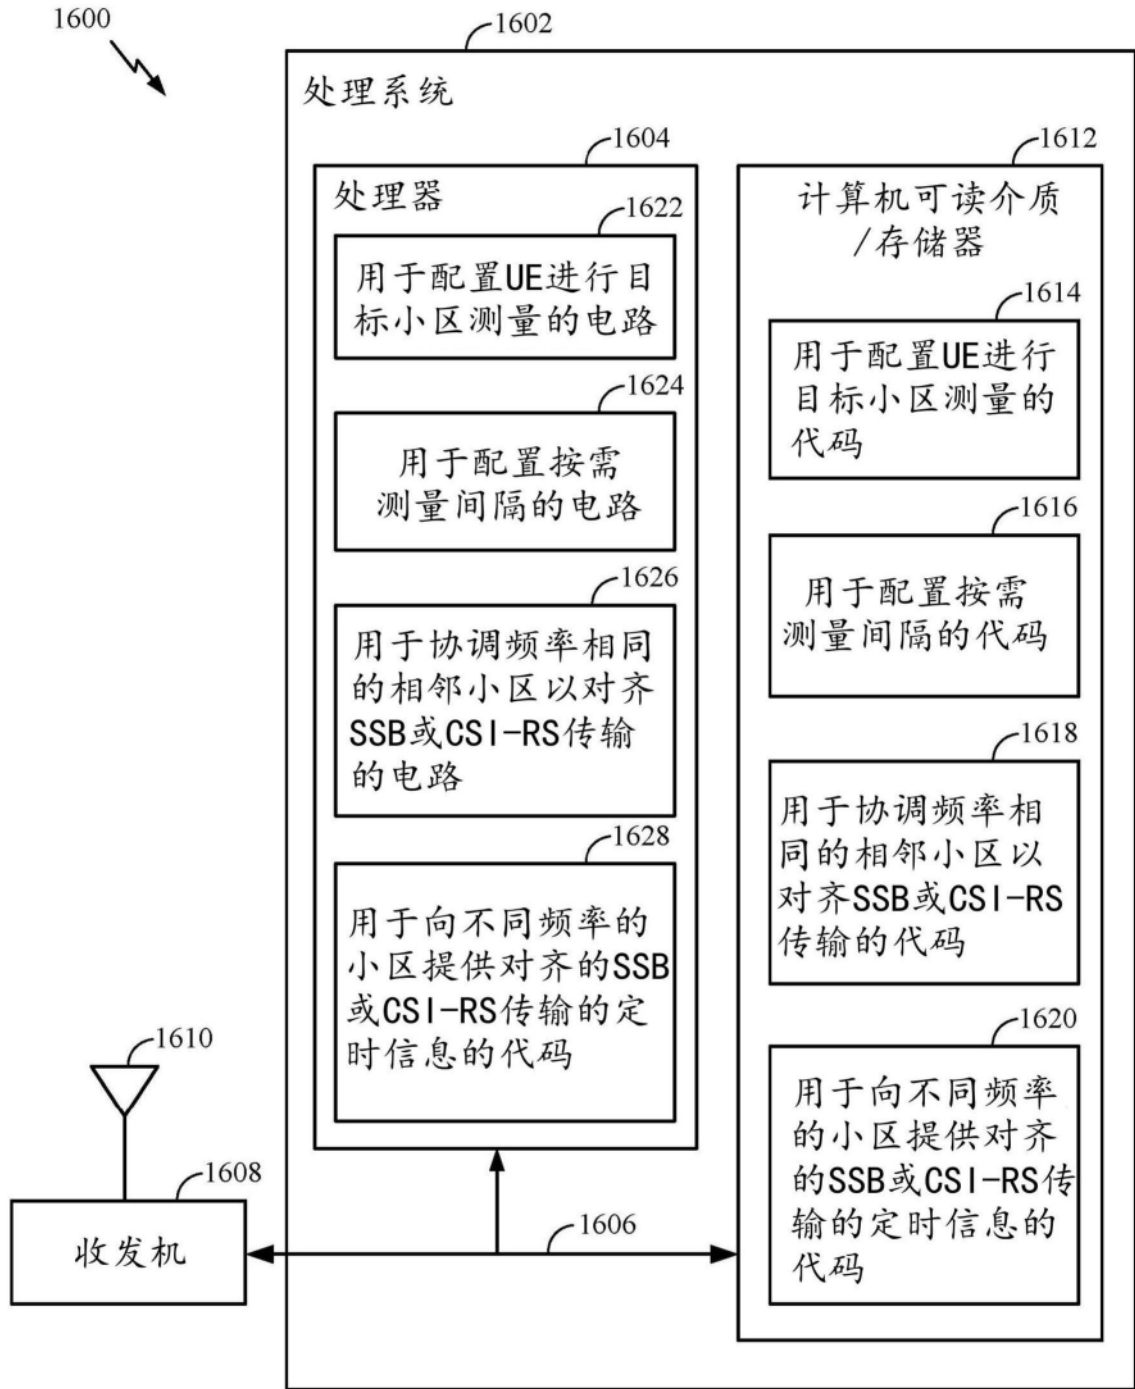 1600
1602
处理系统
1604
处理器
1622
用于配置UE进行目
标小区测量的电路
1624
用于配置按需
测量间隔的电路
1626
用于协调频率相同
的相邻小区以对齐
SSB或CSI-RS传输
的电路
1628
用于向不同频率的
小区提供对齐的SSB
或CSI-RS传输的定
时信息的代码
1612
计算机可读介质
/存储器
1614
用于配置UE进行
目标小区测量的
代码
1616
用于配置按需
测量间隔的代码
1618
用于协调频率相
同的相邻小区以
对齐SSB或CSI-RS
传输的代码
1620
用于向不同频率
的小区提供对齐
的SSB或CSI-RS传
输的定时信息的
代码
1610
1608
收发机
1606